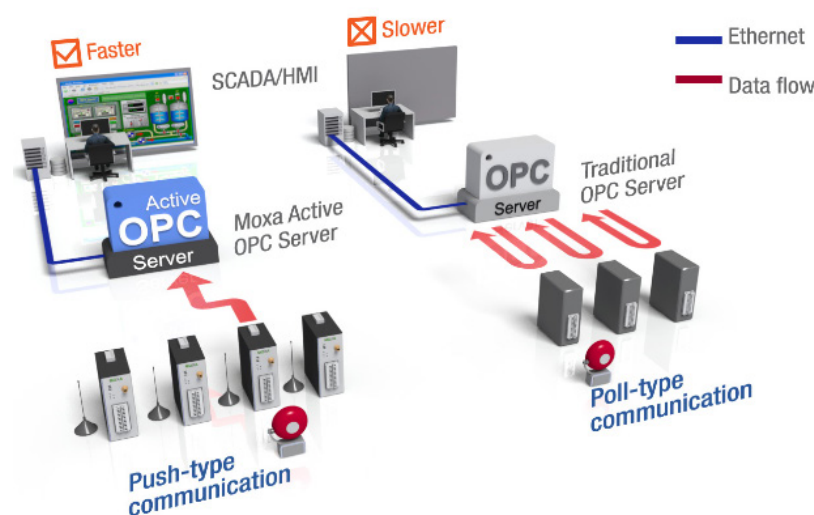 Faster
SCADA/HMI
Slower
Ethernet
Data flow
Active
OPC
Server
Moxa Active
OPC Server
OPC
Server
Traditional
OPC Server
Push-type
communication
Poll-type
communication